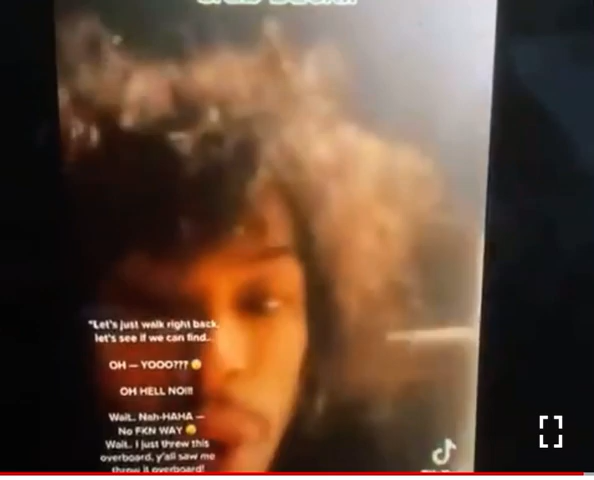 "Let's just walk right back,
let's see if we can find..
OH — YOOO???
OH HELL NO!!!
Wait.. Nah-HAHA —
No FKN WAY
Wait.. I just threw this
overboard, y'all saw me
threw it overboard!